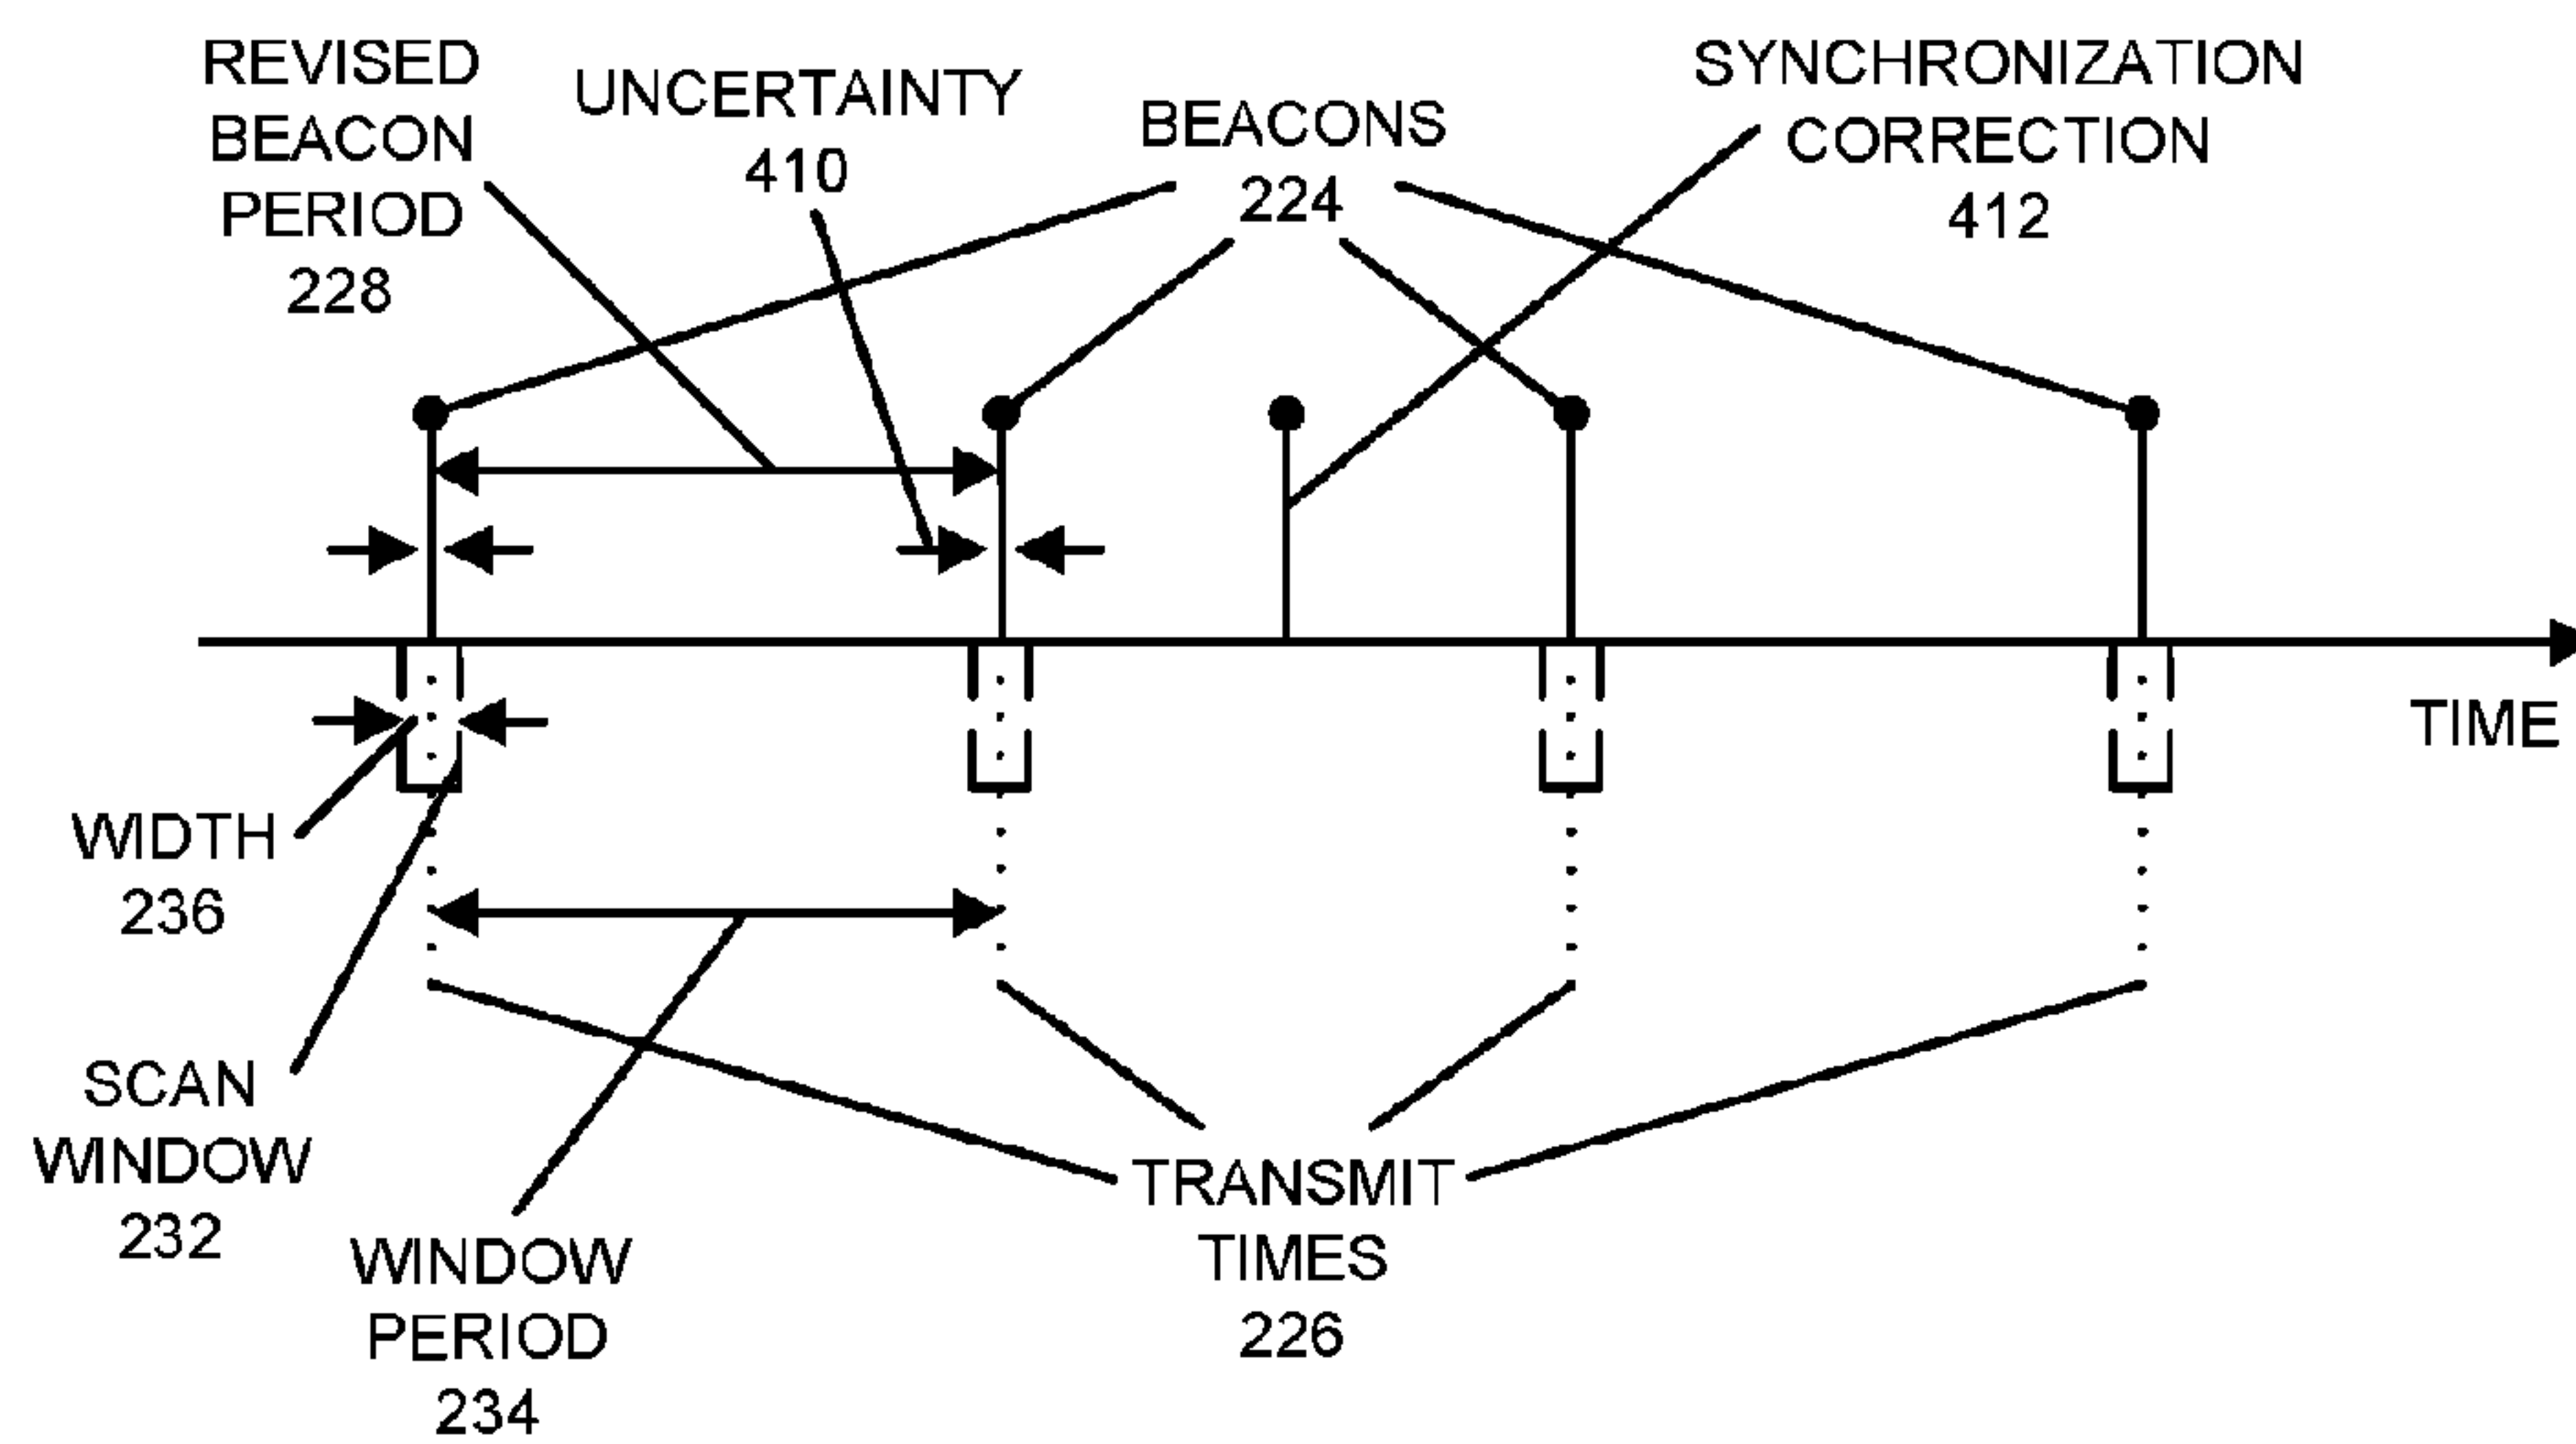 REVISED
BEACON
PERIOD
228
UNCERTAINTY
410
BEACONS
224
SYNCHRONIZATION
CORRECTION
412
TIME
WIDTH
236
SCAN
WINDOW
232
WINDOW
PERIOD
234
TRANSMIT
TIMES
226